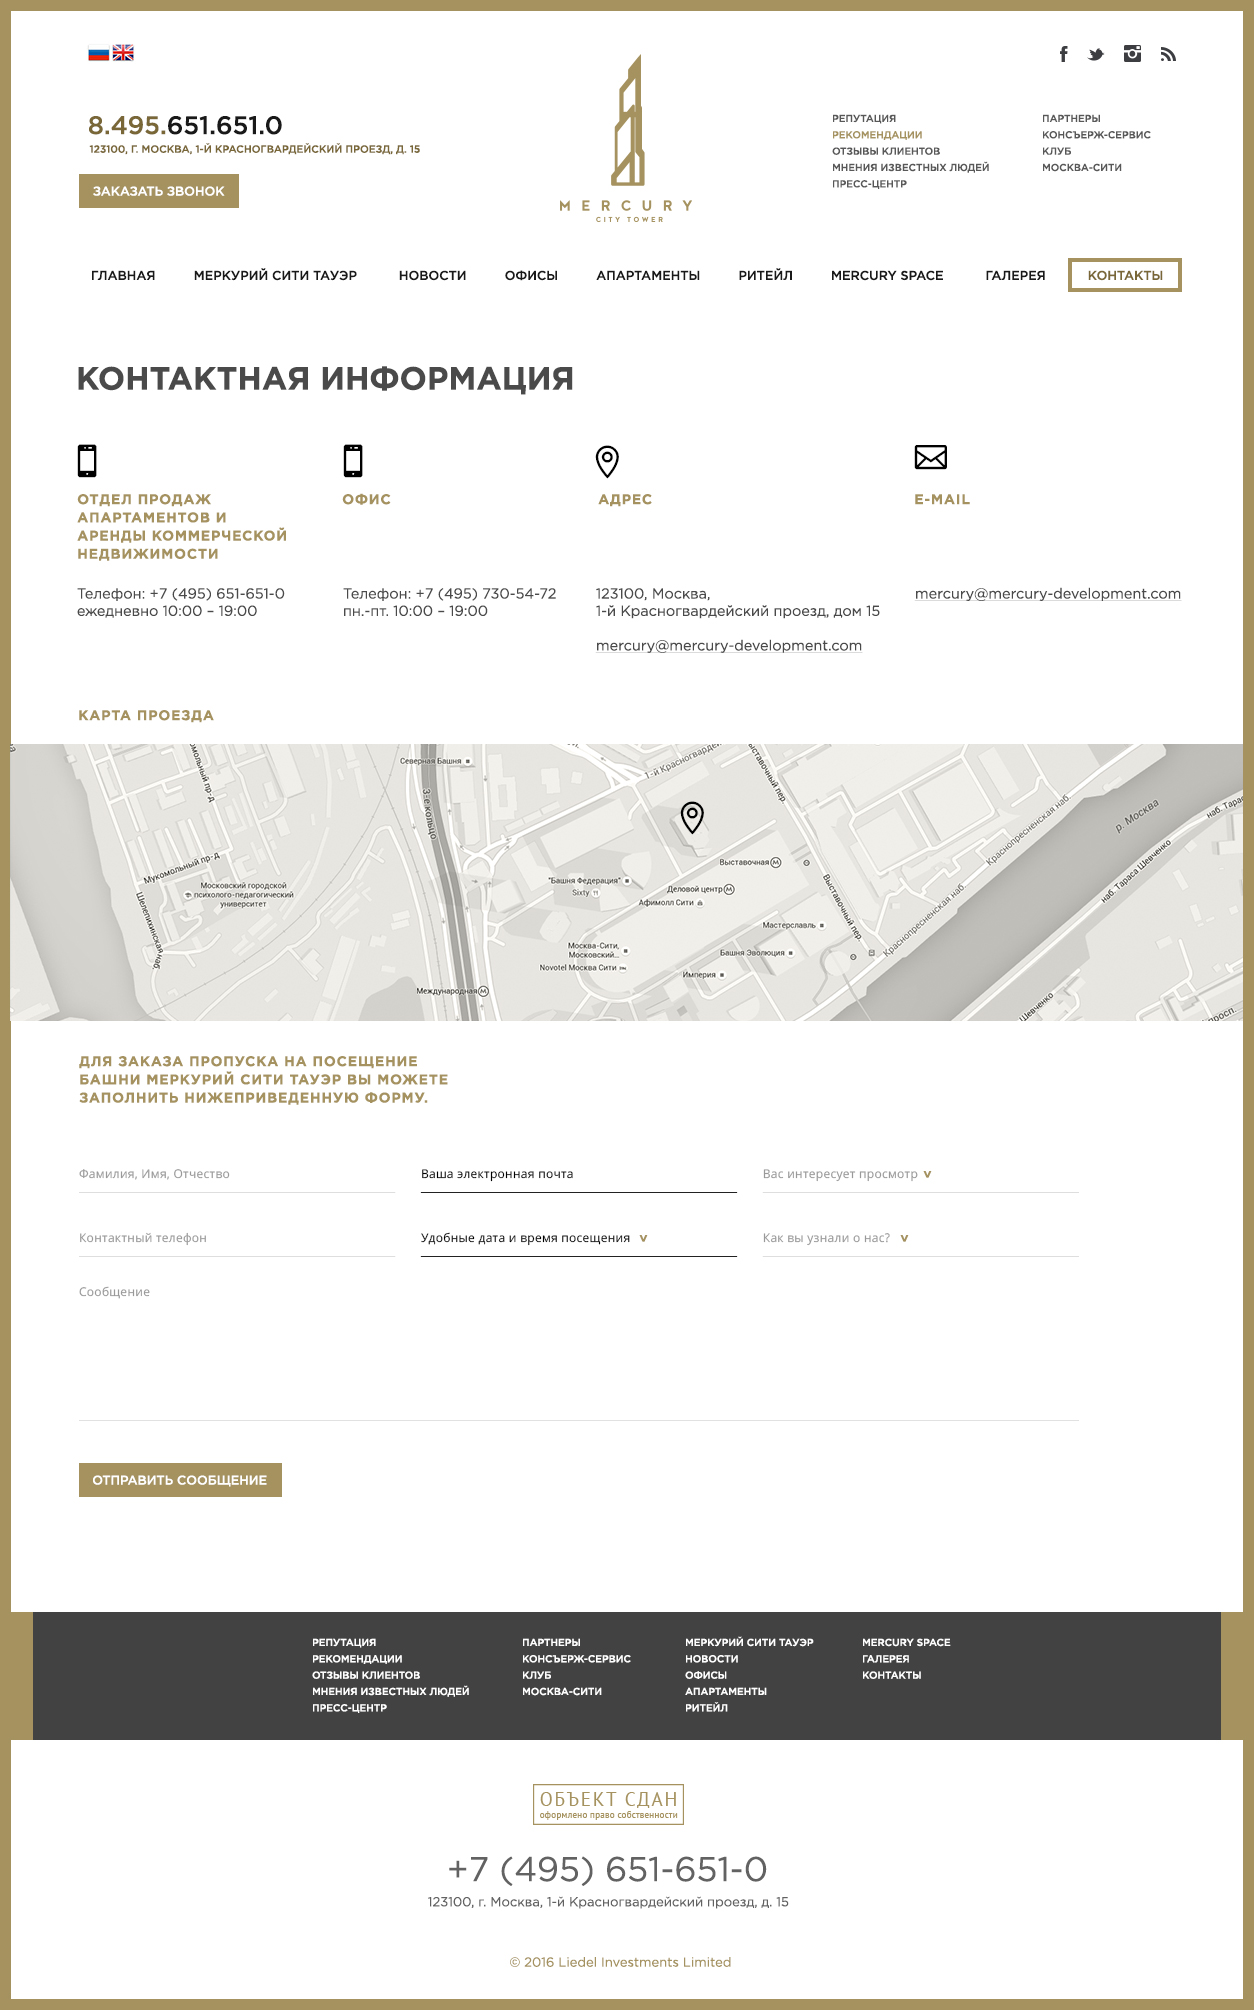 8.495.651.651.0
123100, Г. МОСКВА, 1-Й КРАСНОГВАРДЕЙСКИЙ ПРОЕЗД, Д. 15
ЗАКАЗАТЬ ЗВОНОК
MERCURY
CITY TOWER
РЕПУТАЦИЯ
РЕКОМЕНДАЦИИ
ОТЗЫВЫ КЛИЕНТОВ
МНЕНИЯ ИЗВЕСТНЫХ ЛЮДЕЙ
ПРЕСС-ЦЕНТР
ПАРТНЕРЫ
КОНСЪЕРЖ-СЕРВИС
КЛУБ
МОСКВА-СИТИ
ГЛАВНАЯ МЕРКУРИЙ СИТИ ТАУЭР НОВОСТИ ОФИСЫ АПАРТАМЕНТЫ РИТЕЙЛ MERCURY SPACE ГАЛЕРЕЯ КОНТАКТЫ
КОНТАКТНАЯ ИНФОРМАЦИЯ
ОТДЕЛ ПРОДАЖ
АПАРТАМЕНТОВ И
АРЕНДЫ КОММЕРЧЕСКОЙ
НЕДВИЖИМОСТИ
Телефон: +7 (495) 651-651-0
ежедневно 10:00 – 19:00
ОФИС
Телефон: +7 (495) 730-54-72
пн.-пт. 10:00 – 19:00
АДРЕС
123100, Москва,
1-й Красногвардейский проезд, дом 15
mercury@mercury-development.com
E-MAIL
mercury@mercury-development.com
КАРТА ПРОЕЗДА
Северная Башня
3-е кольцо
1-й Красногварде
Выставочный пер.
Мукомольный пр-д
Московский городской
психолого-педагогический
университет
Шелепихинская
"Башня Федерация"
Sixty
Выставочная
Деловой центр
Афимолл Сити
Мастерславль
Башня Эволюция
Империя
Москва-Сити,
Московский...
Novotel Москва Сити
Международная
Выставочный пер.
Краснопресненская наб.
Краснопресненская наб.
р. Москва
наб. Тараса Шевченко
наб. Тарас
Шевченко
просп.
ДЛЯ ЗАКАЗА ПРОПУСКА НА ПОСЕЩЕНИЕ
БАШНИ МЕРКУРИЙ СИТИ ТАУЭР ВЫ МОЖЕТЕ
ЗАПОЛНИТЬ НИЖЕПРИВЕДЕННУЮ ФОРМУ.
Фамилия, Имя, Отчество
Ваша электронная почта
Вас интересует просмотр
Контактный телефон
Удобные дата и время посещения
Как вы узнали о нас?
Сообщение
ОТПРАВИТЬ СООБЩЕНИЕ
РЕПУТАЦИЯ
РЕКОМЕНДАЦИИ
ОТЗЫВЫ КЛИЕНТОВ
МНЕНИЯ ИЗВЕСТНЫХ ЛЮДЕЙ
ПРЕСС-ЦЕНТР
ПАРТНЕРЫ
КОНСЪЕРЖ-СЕРВИС
КЛУБ
МОСКВА-СИТИ
МЕРКУРИЙ СИТИ ТАУЭР
НОВОСТИ
ОФИСЫ
АПАРТАМЕНТЫ
РИТЕЙЛ
MERCURY SPACE
ГАЛЕРЕЯ
КОНТАКТЫ
ОБЪЕКТ СДАН
оформлено право собственности
+7 (495) 651-651-0
123100, г. Москва, 1-й Красногвардейский проезд, д. 15
© 2016 Liedel Investments Limited